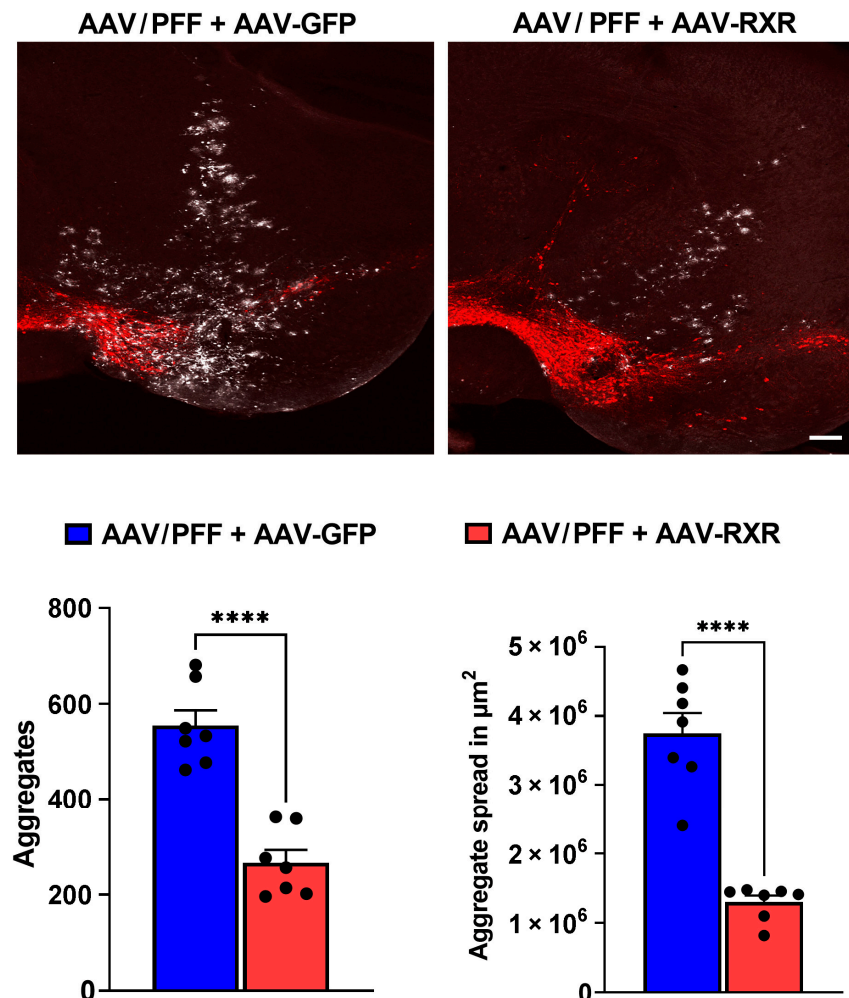 AAV/PFF + AAV-GFP
AAV/PFF + AAV-RXR
AAV/PFF + AAV-GFP
AAV/PFF + AAV-RXR
Aggregates
800
600
400
200
0
****
Aggregate spread in µm²
5 × 10⁶
4 × 10⁶
3 × 10⁶
2 × 10⁶
1 × 10⁶
0
****